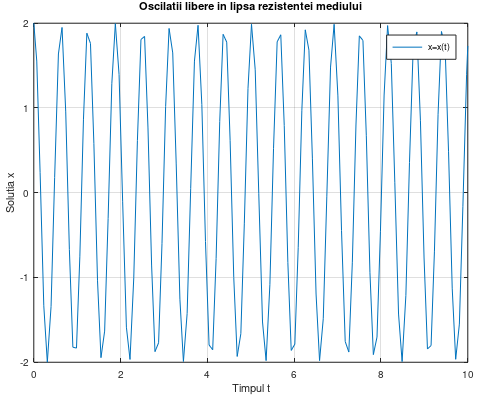 Oscilatii libere in lipsa rezistentei mediului
x=x(t)
2
1
0
-1
-2
Solutia x
0 2 4 6 8 10
Timpul t